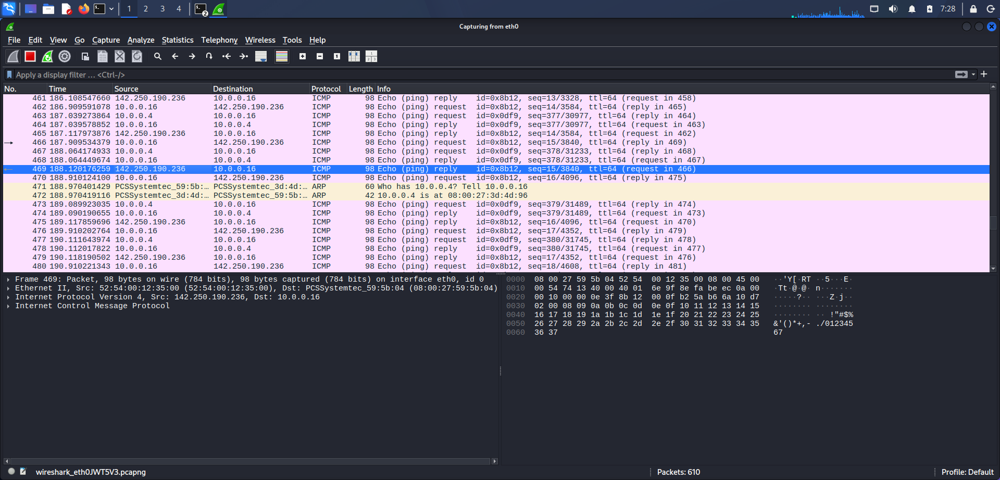 1 2 3 4 2 7:28
Capturing from eth0
File Edit View Go Capture Analyze Statistics Telephony Wireless Tools Help
Apply a display filter … <Ctrl-/>
No. Time Source Destination Protocol Length Info
461 186.108547660 142.250.190.236 10.0.0.16 ICMP 98 Echo (ping) reply id=0x8b12, seq=13/3328, ttl=64 (request in 458)
462 186.909591078 10.0.0.16 142.250.190.236 ICMP 98 Echo (ping) request id=0x8b12, seq=14/3584, ttl=64 (reply in 465)
463 187.039273864 10.0.0.4 10.0.0.16 ICMP 98 Echo (ping) request id=0x0df9, seq=377/30977, ttl=64 (reply in 464)
464 187.039578852 10.0.0.16 10.0.0.4 ICMP 98 Echo (ping) reply id=0x0df9, seq=377/30977, ttl=64 (request in 463)
465 187.117973876 142.250.190.236 10.0.0.16 ICMP 98 Echo (ping) reply id=0x8b12, seq=14/3584, ttl=64 (request in 462)
466 187.909534379 10.0.0.16 142.250.190.236 ICMP 98 Echo (ping) request id=0x8b12, seq=15/3840, ttl=64 (reply in 469)
467 188.064174933 10.0.0.4 10.0.0.16 ICMP 98 Echo (ping) request id=0x0df9, seq=378/31233, ttl=64 (reply in 468)
468 188.064449674 10.0.0.16 10.0.0.4 ICMP 98 Echo (ping) reply id=0x0df9, seq=378/31233, ttl=64 (request in 467)
469 188.120176259 142.250.190.236 10.0.0.16 ICMP 98 Echo (ping) reply id=0x8b12, seq=15/3840, ttl=64 (request in 466)
470 188.910124100 10.0.0.16 142.250.190.236 ICMP 98 Echo (ping) request id=0x8b12, seq=16/4096, ttl=64 (reply in 475)
471 188.970401429 PCSSystemtec_59:5b:… PCSSystemtec_3d:4d:… ARP 60 Who has 10.0.0.4? Tell 10.0.0.16
472 188.970419116 PCSSystemtec_3d:4d:… PCSSystemtec_59:5b:… ARP 42 10.0.0.4 is at 08:00:27:3d:4d:96
473 189.089923035 10.0.0.4 10.0.0.16 ICMP 98 Echo (ping) request id=0x0df9, seq=379/31489, ttl=64 (reply in 474)
474 189.090190655 10.0.0.16 10.0.0.4 ICMP 98 Echo (ping) reply id=0x0df9, seq=379/31489, ttl=64 (request in 473)
475 189.117859696 142.250.190.236 10.0.0.16 ICMP 98 Echo (ping) reply id=0x8b12, seq=16/4096, ttl=64 (request in 470)
476 189.910202764 10.0.0.16 142.250.190.236 ICMP 98 Echo (ping) request id=0x8b12, seq=17/4352, ttl=64 (reply in 479)
477 190.111643974 10.0.0.4 10.0.0.16 ICMP 98 Echo (ping) request id=0x0df9, seq=380/31745, ttl=64 (reply in 478)
478 190.112017822 10.0.0.16 10.0.0.4 ICMP 98 Echo (ping) reply id=0x0df9, seq=380/31745, ttl=64 (request in 477)
479 190.118190502 142.250.190.236 10.0.0.16 ICMP 98 Echo (ping) reply id=0x8b12, seq=17/4352, ttl=64 (request in 476)
480 190.910221343 10.0.0.16 142.250.190.236 ICMP 98 Echo (ping) request id=0x8b12, seq=18/4608, ttl=64 (reply in 481)
Frame 469: Packet, 98 bytes on wire (784 bits), 98 bytes captured (784 bits) on interface eth0, id 0
Ethernet II, Src: 52:54:00:12:35:00 (52:54:00:12:35:00), Dst: PCSSystemtec_59:5b:04 (08:00:27:59:5b:04)
Internet Protocol Version 4, Src: 142.250.190.236, Dst: 10.0.0.16
Internet Control Message Protocol
0000 08 00 27 59 5b 04 52 54 00 12 35 00 08 00 45 00 ··'Y[·RT ··5···E·
0010 00 54 74 13 40 00 40 01 6e 9f 8e fa be ec 0a 00 ·Tt·@·@· n·······
0020 00 10 00 00 0e 3f 8b 12 00 0f b2 5a b6 6a 10 d7 ·····?·· ···Z·j··
0030 02 00 08 09 0a 0b 0c 0d 0e 0f 10 11 12 13 14 15 ········ ········
0040 16 17 18 19 1a 1b 1c 1d 1e 1f 20 21 22 23 24 25 ········ ·· !"#$%
0050 26 27 28 29 2a 2b 2c 2d 2e 2f 30 31 32 33 34 35 &'()*+,- ./012345
0060 36 37 67
wireshark_eth0JWT5V3.pcapng Packets: 610 Profile: Default